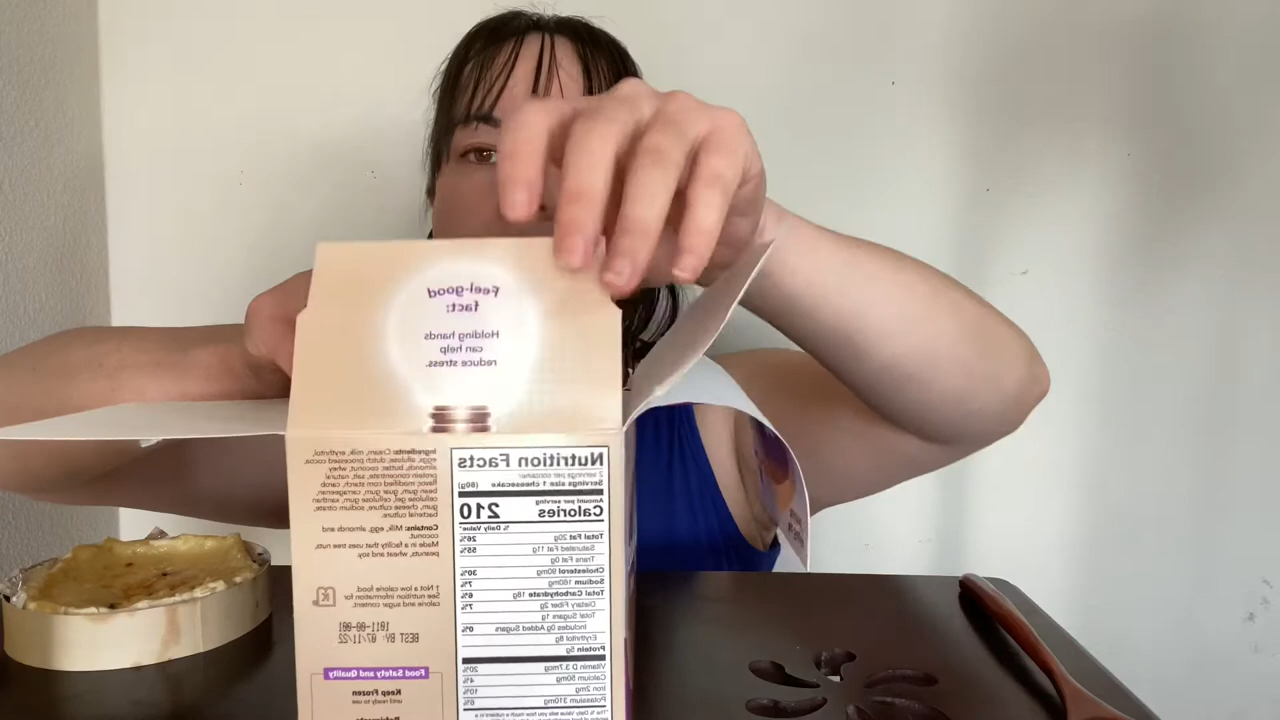 Feel-good
fact:
Holding hands
can help
reduce stress.
Ingredients: Cream, milk, erythritol,
eggs, allulose, dutch processed cocoa,
almonds, butter, coconut, whey
protein concentrate, salt, natural
flavor, modified corn starch, carob
bean gum, guar gum, carrageenan,
cellulose gel, cellulose gum, xanthan
gum, cheese culture, sodium citrate,
bacterial culture.
Contains: Milk, egg, almonds and
coconut.
Made in a facility that uses tree nuts,
peanuts, wheat and soy.
† Not a low calorie food.
See nutrition information for
calorie and sugar content.
1011-00-001
BEST BY: 07/11/22
Food Safety and Quality
Keep Frozen
until ready to use
Nutrition Facts
2 servings per container
Servings size 1 cheesecake (80g)
Amount per serving
Calories 210
% Daily Value*
Total Fat 20g 26%
Saturated Fat 11g 55%
Trans Fat 0g
Cholesterol 90mg 30%
Sodium 160mg 7%
Total Carbohydrate 18g 6%
Dietary Fiber 2g 7%
Total Sugars 1g
Includes 0g Added Sugars 0%
Erythritol 8g
Protein 5g
Vitamin D 3.7mcg 20%
Calcium 50mg 4%
Iron 2mg 10%
Potassium 310mg 6%